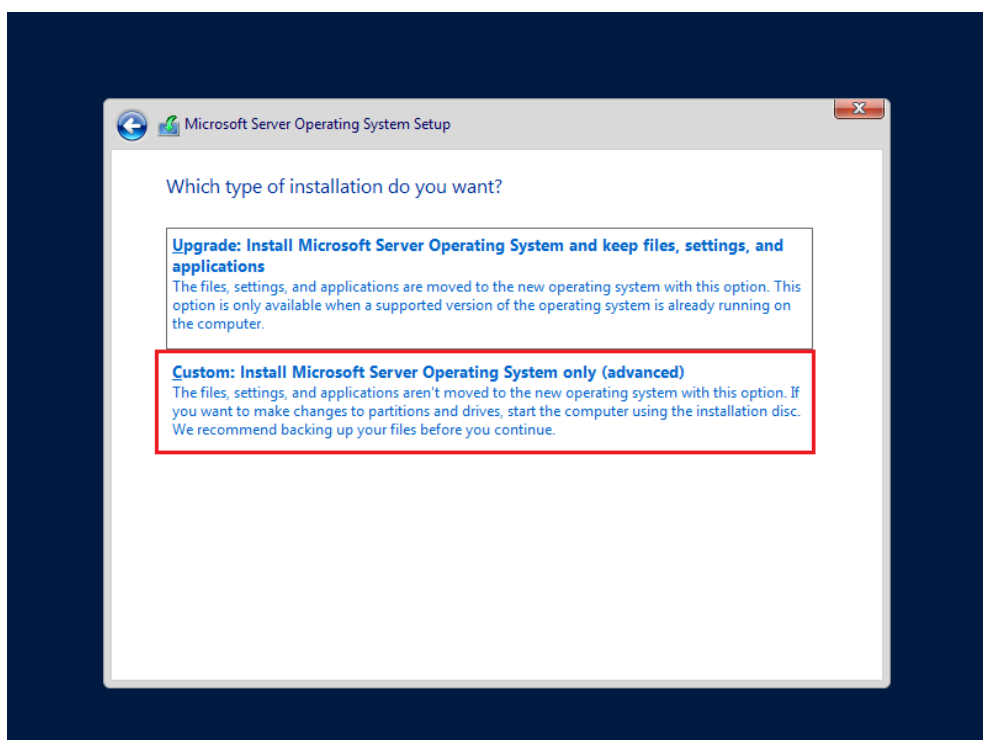 Microsoft Server Operating System Setup
Which type of installation do you want?
Upgrade: Install Microsoft Server Operating System and keep files, settings, and
applications
The files, settings, and applications are moved to the new operating system with this option. This
option is only available when a supported version of the operating system is already running on
the computer.
Custom: Install Microsoft Server Operating System only (advanced)
The files, settings, and applications aren't moved to the new operating system with this option. If
you want to make changes to partitions and drives, start the computer using the installation disc.
We recommend backing up your files before you continue.